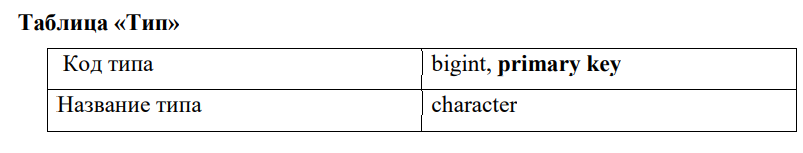 Таблица «Тип»
Код типа bigint, primary key
Название типа character